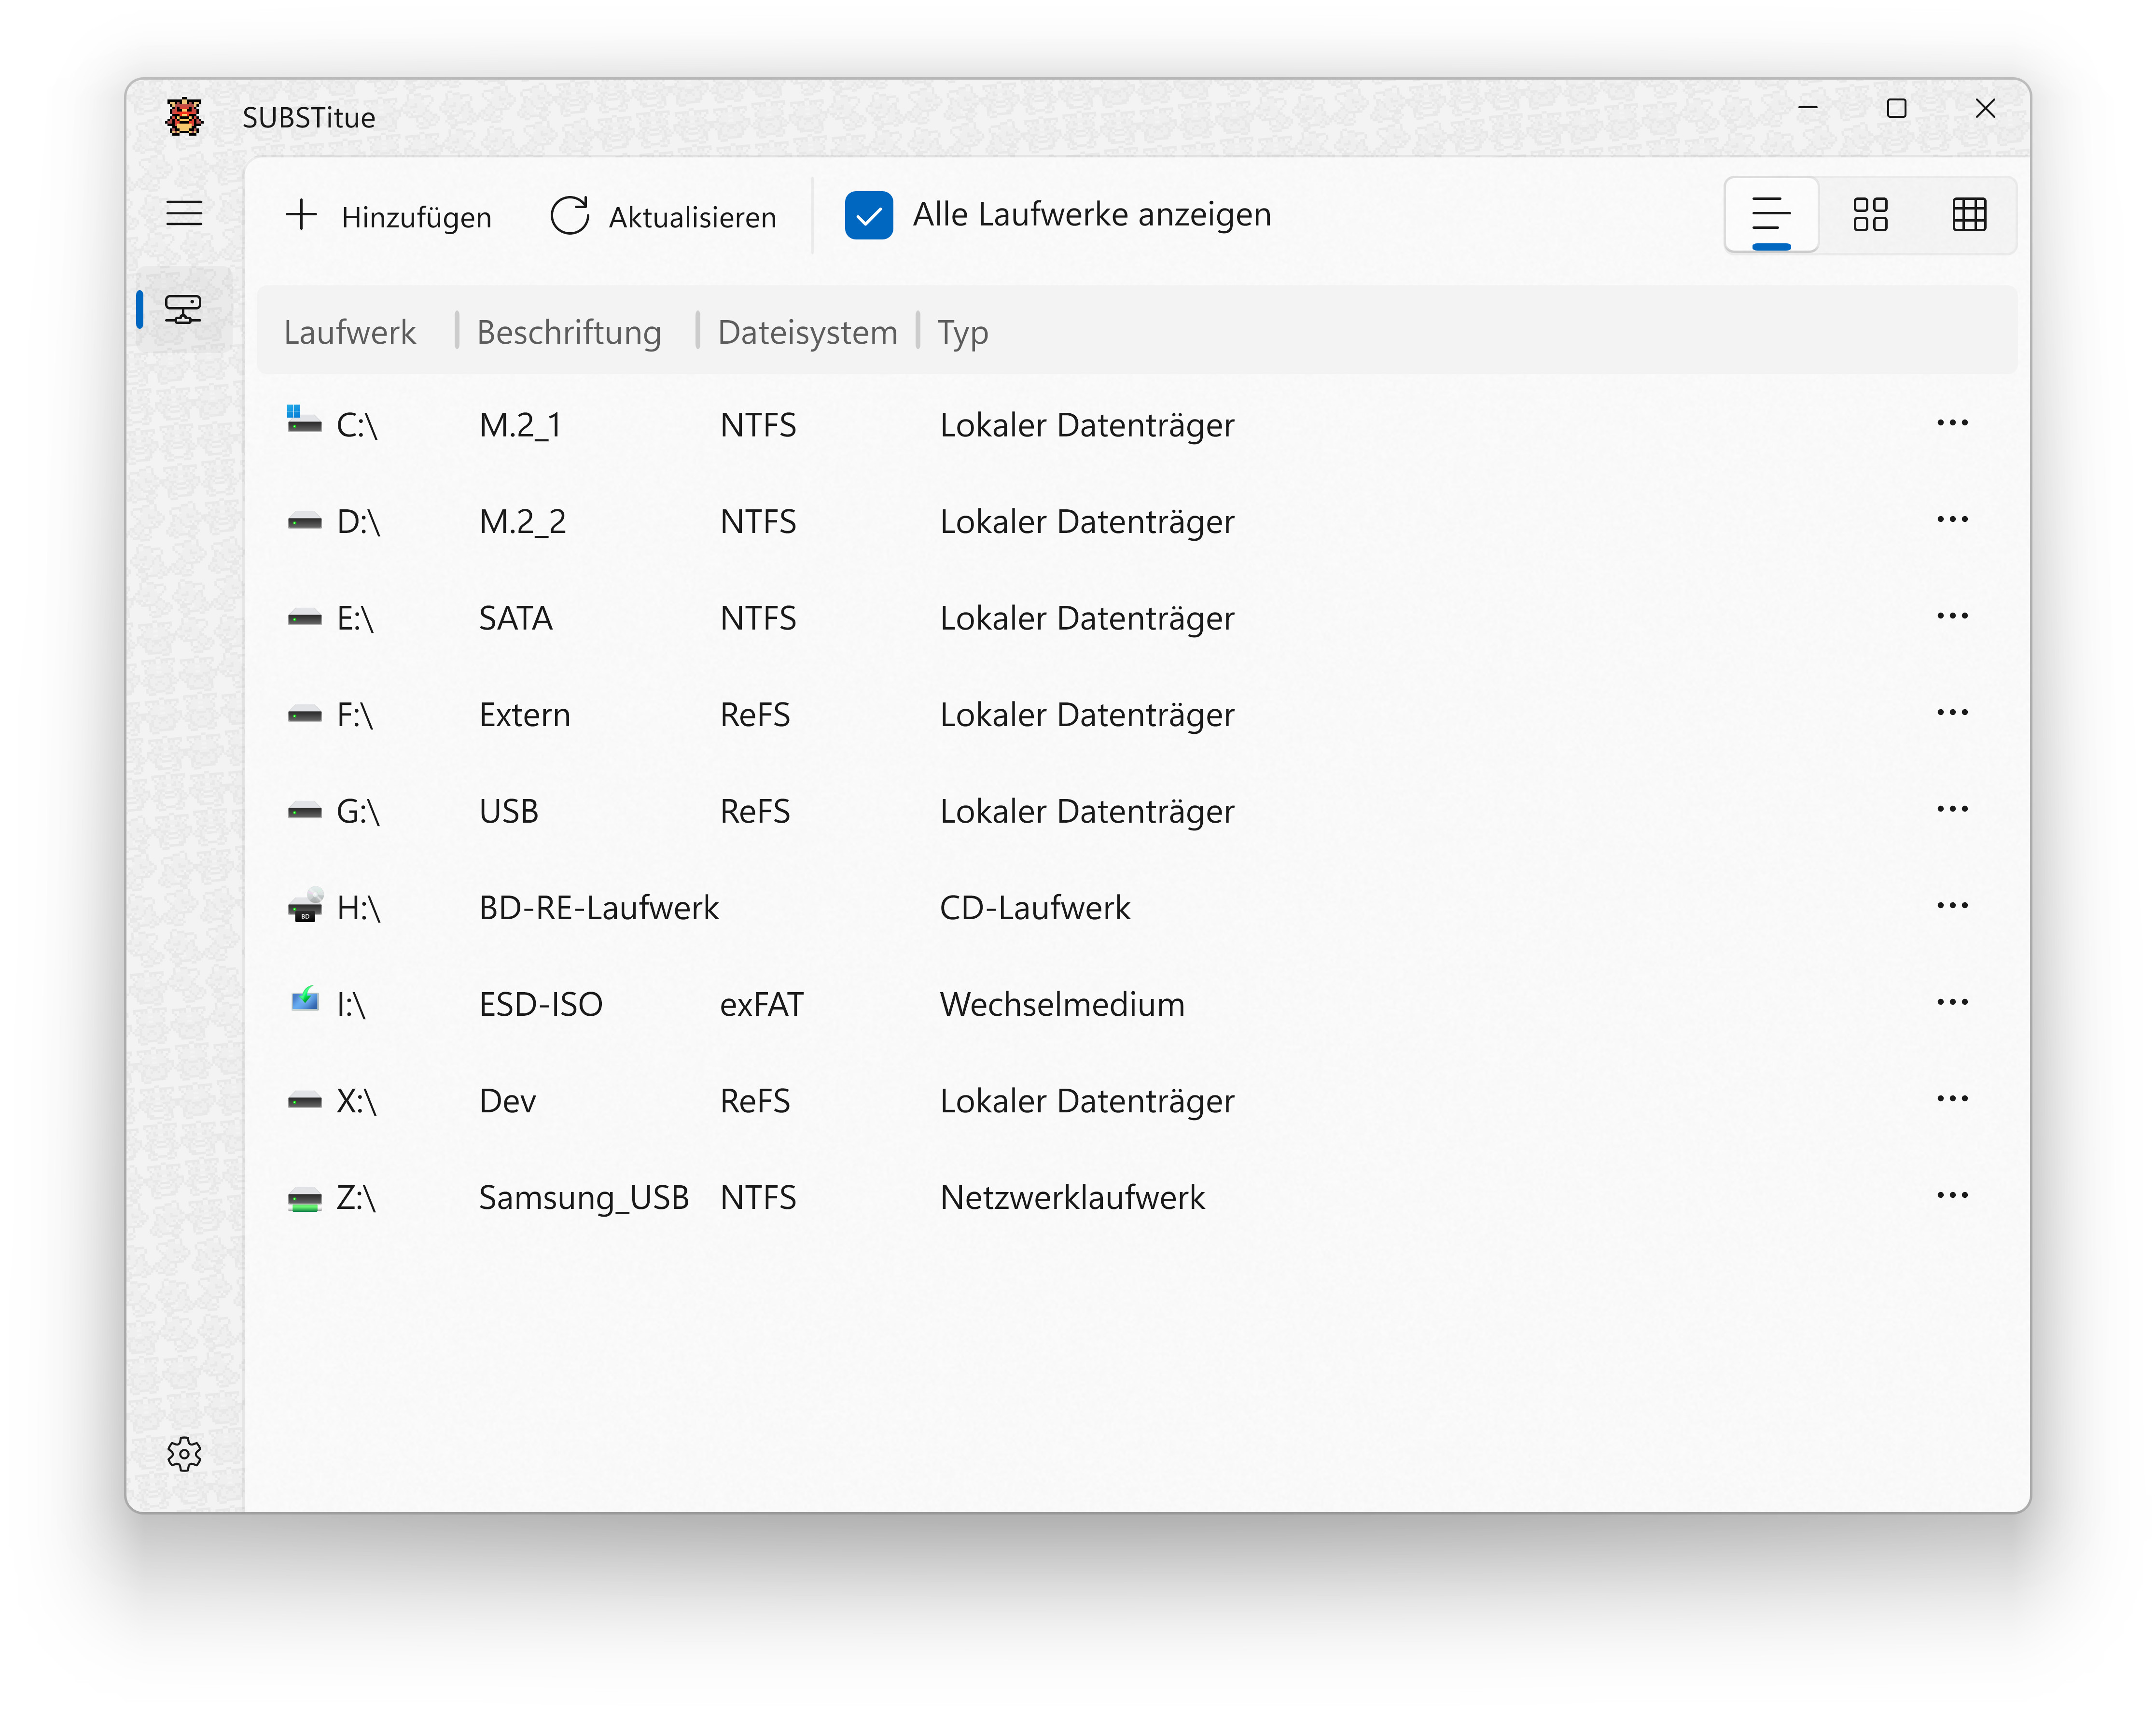 SUBSTitue
Hinzufügen Aktualisieren Alle Laufwerke anzeigen
Laufwerk Beschriftung Dateisystem Typ
C:\ M.2_1 NTFS Lokaler Datenträger
D:\ M.2_2 NTFS Lokaler Datenträger
E:\ SATA NTFS Lokaler Datenträger
F:\ Extern ReFS Lokaler Datenträger
G:\ USB ReFS Lokaler Datenträger
BD H:\ BD-RE-Laufwerk CD-Laufwerk
I:\ ESD-ISO exFAT Wechselmedium
X:\ Dev ReFS Lokaler Datenträger
Z:\ Samsung_USB NTFS Netzwerklaufwerk